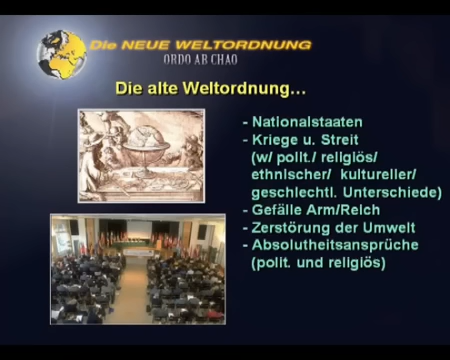 Die NEUE WELTORDNUNG
ORDO AB CHAO
Die alte Weltordnung...
- Nationalstaaten
- Kriege u. Streit
(w/ polit./ religiös/
ethnischer/ kultureller/
geschlechtl. Unterschiede)
- Gefälle Arm/Reich
- Zerstörung der Umwelt
- Absolutheitsansprüche
(polit. und religiös)